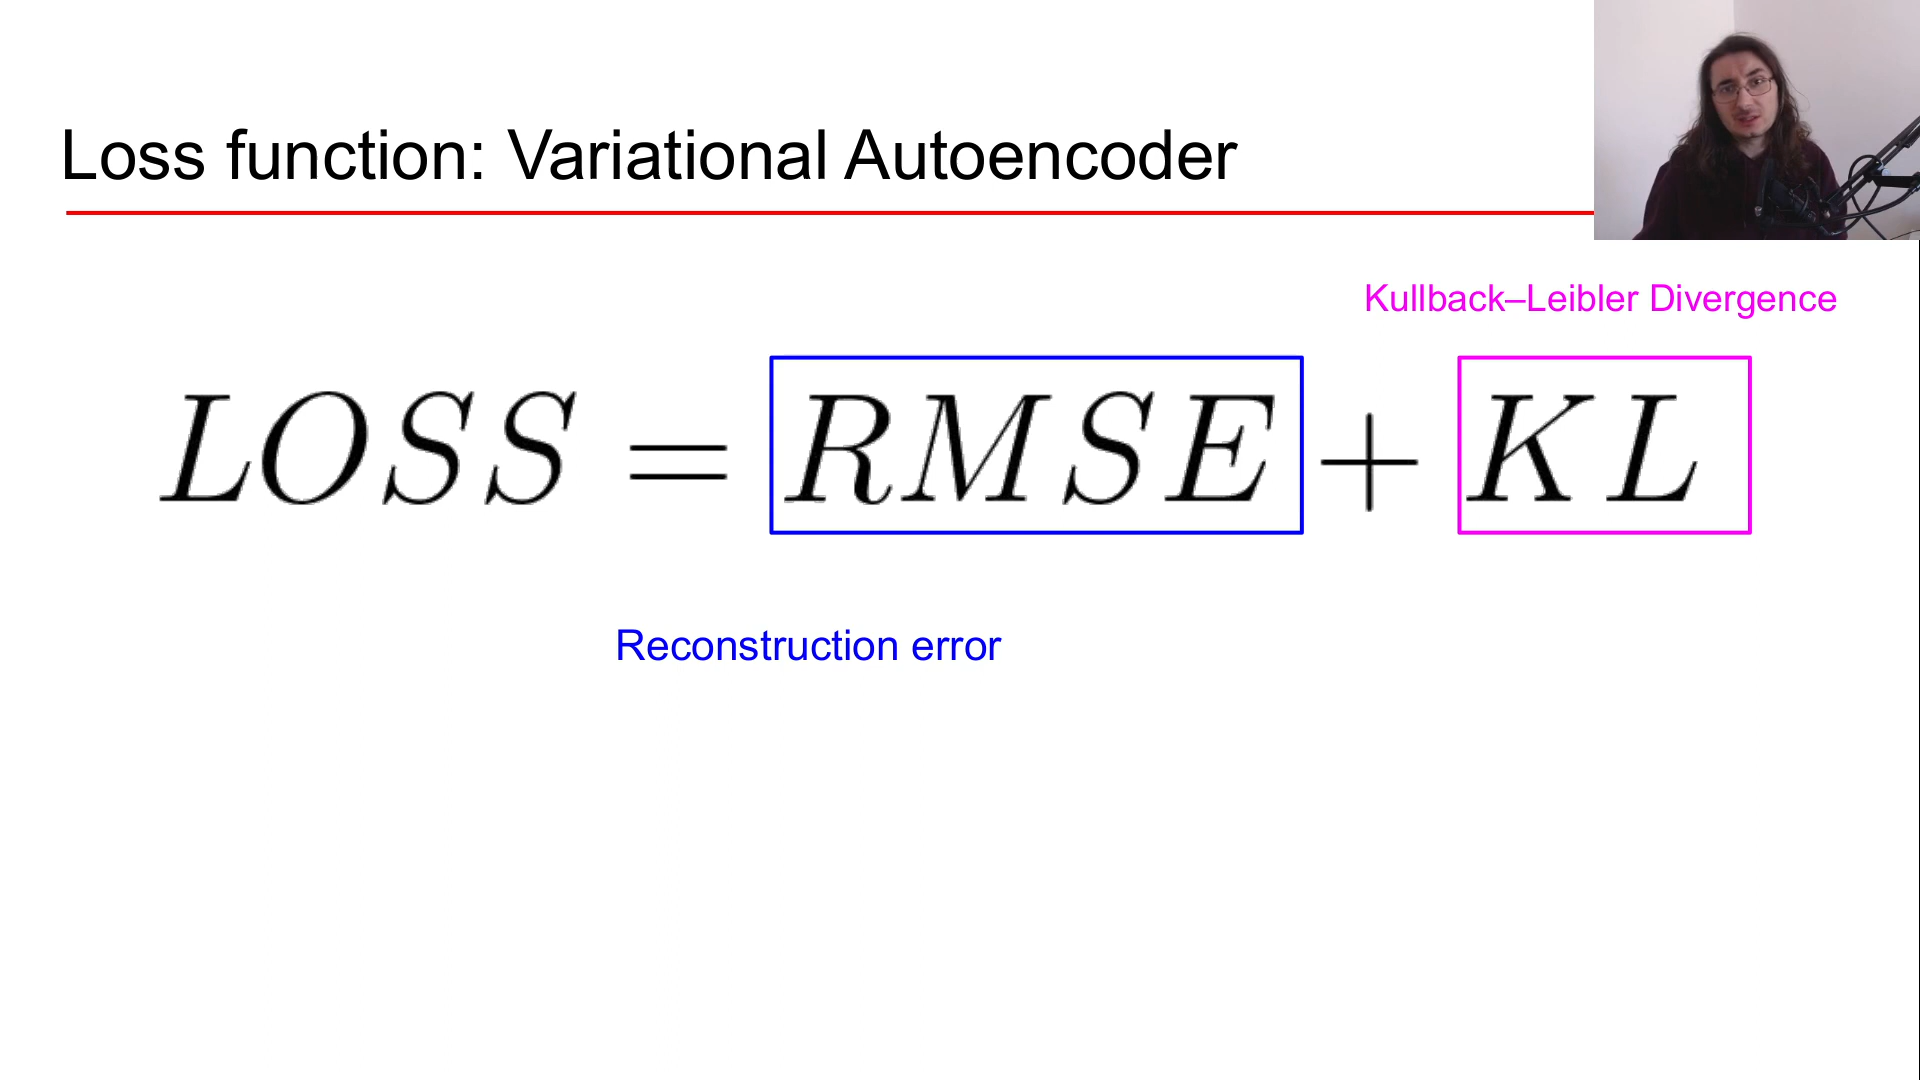 Loss function: Variational Autoencoder
Kullback–Leibler Divergence
LOSS = RMSE + KL
Reconstruction error